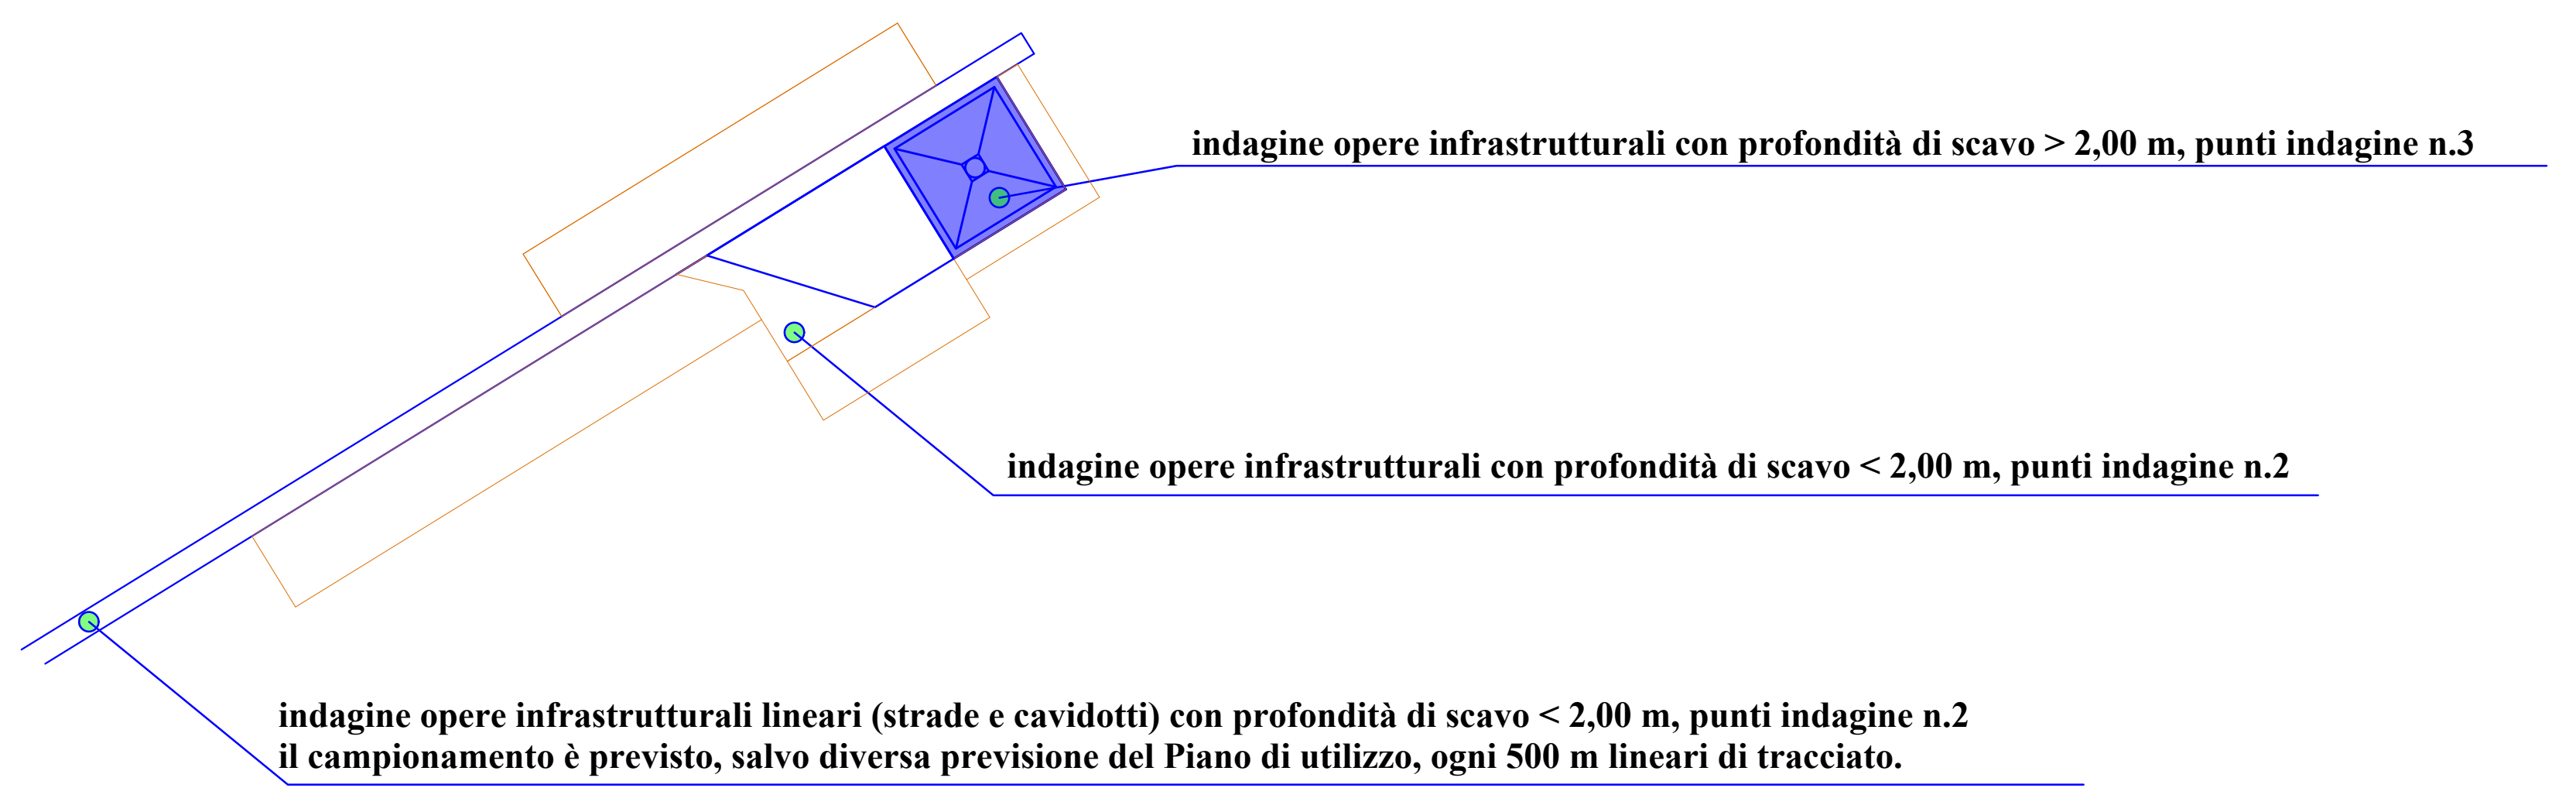 indagine opere infrastrutturali con profondità di scavo > 2,00 m, punti indagine n.3
indagine opere infrastrutturali con profondità di scavo < 2,00 m, punti indagine n.2
indagine opere infrastrutturali lineari (strade e cavidotti) con profondità di scavo < 2,00 m, punti indagine n.2
il campionamento è previsto, salvo diversa previsione del Piano di utilizzo, ogni 500 m lineari di tracciato.